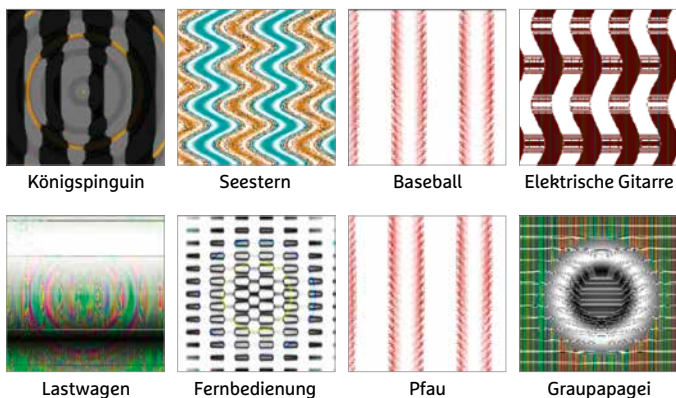 Königspinguin Seestern Baseball Elektrische Gitarre
Lastwagen Fernbedienung Pfau Graupapagei